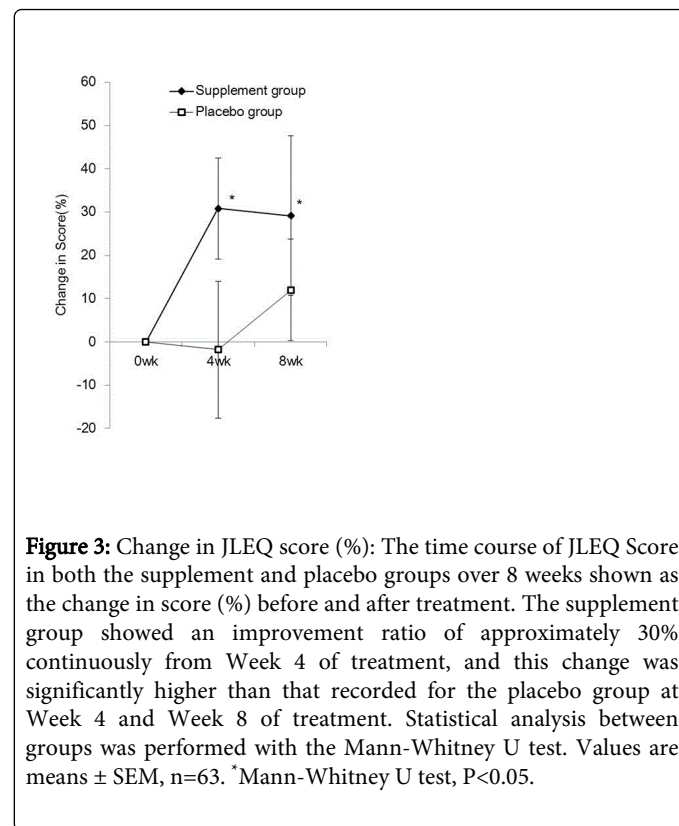 60
50
40
30
20
10
0
-10
-20
Change in Score(%)
Supplement group
Placebo group
*
*
0wk 4wk 8wk
Figure 3: Change in JLEQ score (%): The time course of JLEQ Score
in both the supplement and placebo groups over 8 weeks shown as
the change in score (%) before and after treatment. The supplement
group showed an improvement ratio of approximately 30%
continuously from Week 4 of treatment, and this change was
significantly higher than that recorded for the placebo group at
Week 4 and Week 8 of treatment. Statistical analysis between
groups was performed with the Mann-Whitney U test. Values are
means ± SEM, n=63. *Mann-Whitney U test, P<0.05.